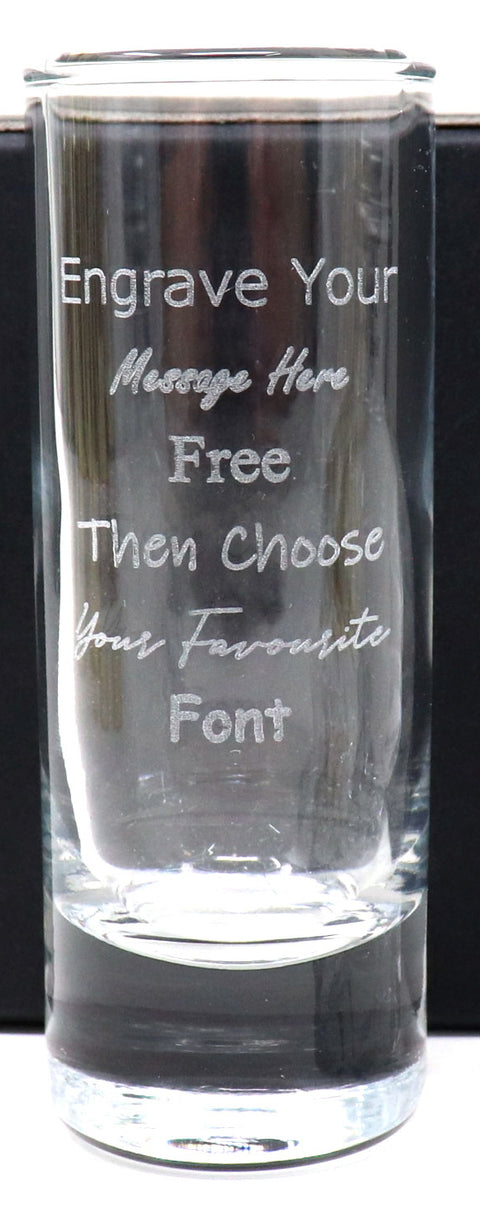 Engrave Your
Message Here
Free
Then Choose
Your Favourite
Font